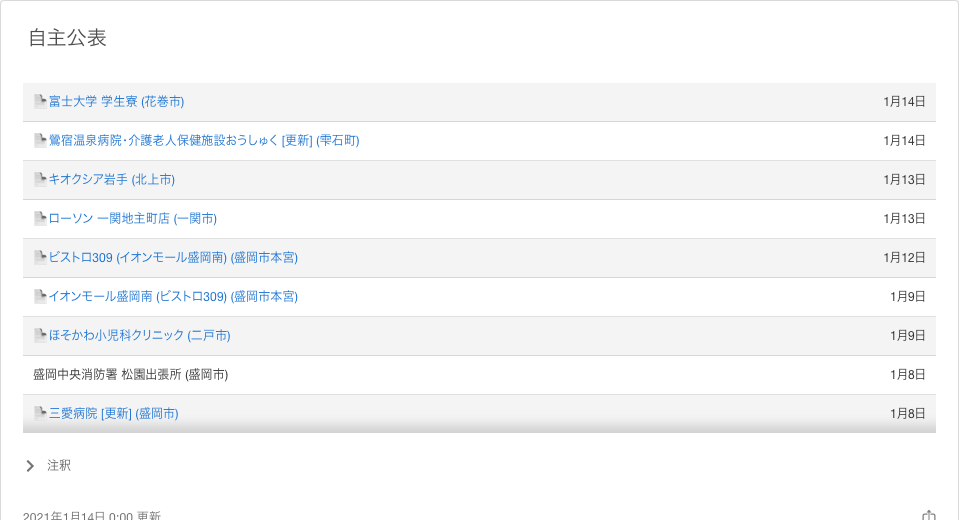 自主公表
富士大学 学生寮 (花巻市) 1月14日
鶯宿温泉病院･介護老人保健施設おうしゅく [更新] (雫石町) 1月14日
キオクシア岩手 (北上市) 1月13日
ローソン 一関地主町店 (一関市) 1月13日
ビストロ309 (イオンモール盛岡南) (盛岡市本宮) 1月12日
イオンモール盛岡南 (ビストロ309) (盛岡市本宮) 1月9日
ほそかわ小児科クリニック (二戸市) 1月9日
盛岡中央消防署 松園出張所 (盛岡市) 1月8日
三愛病院 [更新] (盛岡市) 1月8日
注釈
2021年1月14日 0:00 更新